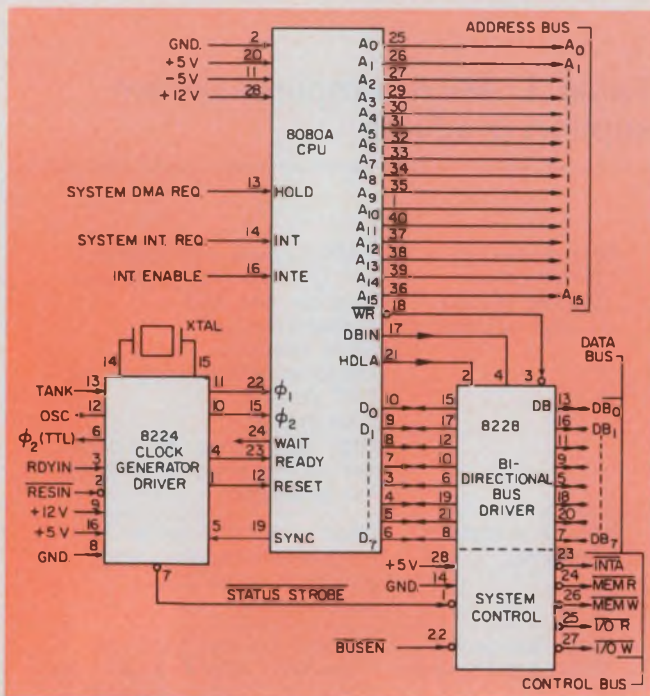 ADDRESS BUS
GND. 2
+5V 20
-5V 11
+12V 28
8080A
CPU
A0 25 A0
A1 26 A1
A2 27
A3 29
A4 30
A5 31
A6 32
A7 33
A8 34
A9 35
A10 1
A11 40
A12 37
A13 38
A14 39
A15 36 A15
SYSTEM DMA REQ. 13 HOLD
SYSTEM INT. REQ. 14 INT
INT. ENABLE 16 INTE
WR 18
DBIN 17
HDLA 21
DATA
BUS
XTAL
14 15
TANK 13
OSC 12
ϕ2(TTL) 6
RDYIN 3
RESIN 2
+12V 9
+5V 16
GND. 8
8224
CLOCK
GENERATOR
DRIVER
11 22 ϕ1
10 15 ϕ2
24 WAIT
4 23 READY
1 12 RESET
5 19 SYNC
7
2 4 3
D0 10 15
D1 9 17
8 12
7 10
3 6
4 19
5 21
D7 6 8
8228
BI-
DIRECTIONAL
BUS
DRIVER
DB 13 DB0
16 DB1
11
9
5
18
20
7 DB7
+5V 28
GND. 14
STATUS STROBE 1
BUSEN 22
SYSTEM
CONTROL
23 INTA
24 MEM R
26 MEM W
25 I/O R
27 I/O W
CONTROL BUS